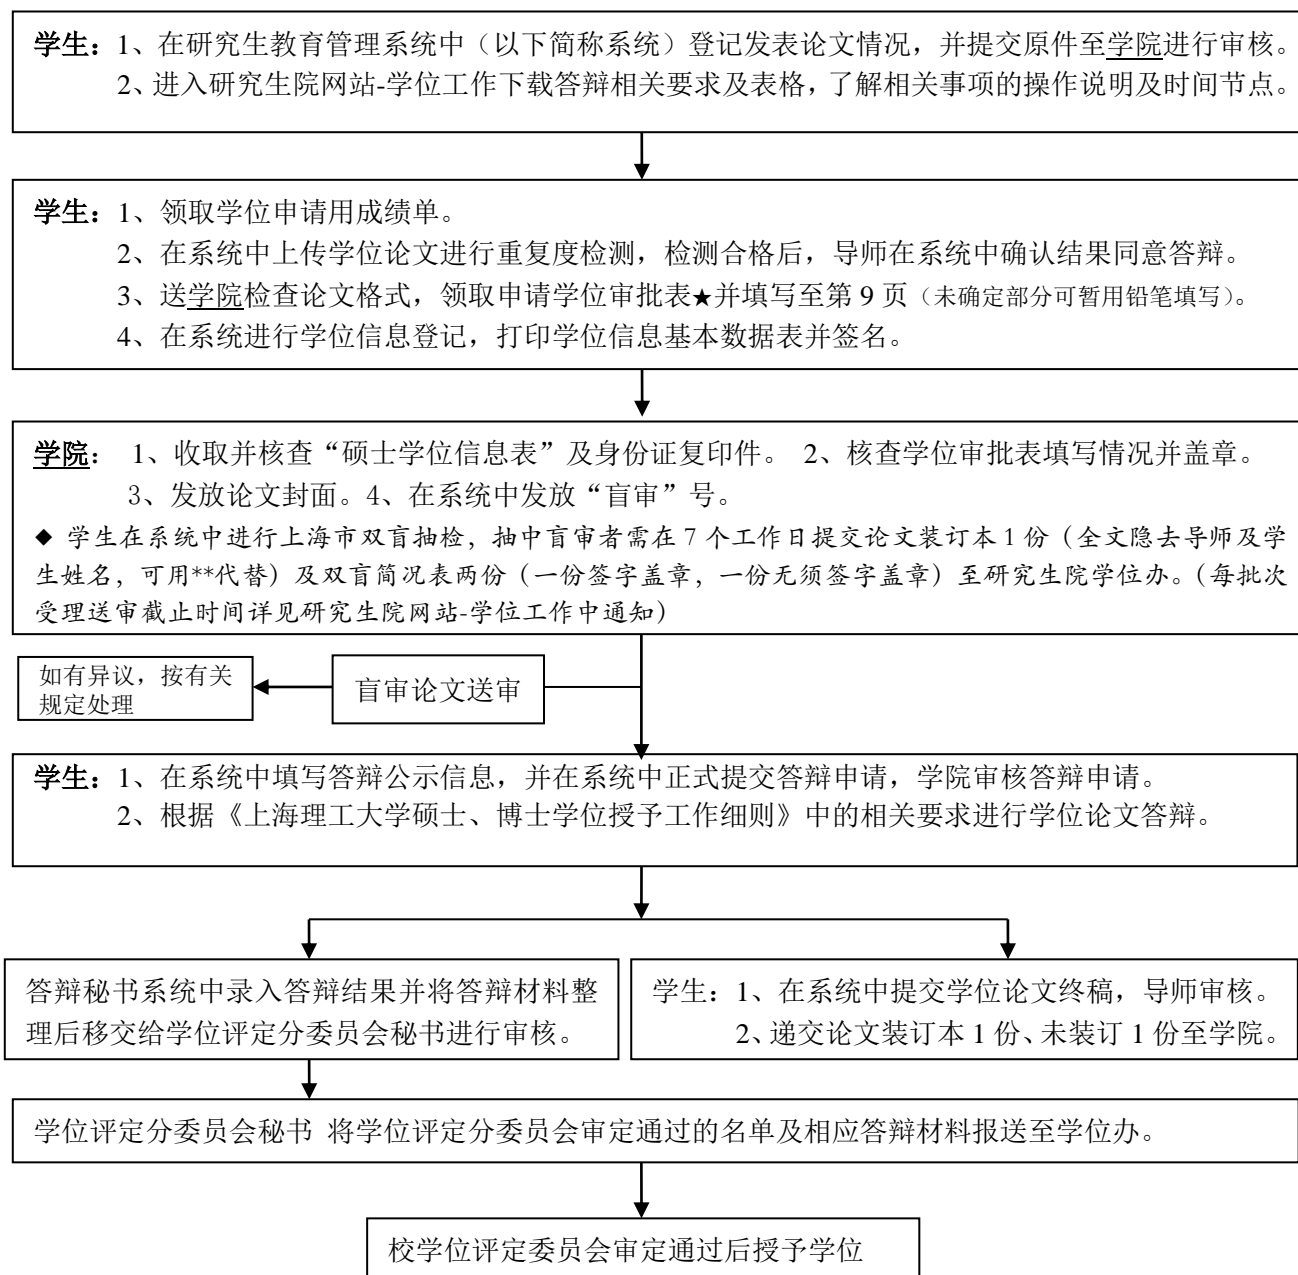 学生：1、在研究生教育管理系统中（以下简称系统）登记发表论文情况，并提交原件至学院进行审核。
2、进入研究生院网站-学位工作下载答辩相关要求及表格，了解相关事项的操作说明及时间节点。
学生：1、领取学位申请用成绩单。
2、在系统中上传学位论文进行重复度检测，检测合格后，导师在系统中确认结果同意答辩。
3、送学院检查论文格式，领取申请学位审批表★并填写至第 9 页（未确定部分可暂用铅笔填写）。
4、在系统进行学位信息登记，打印学位信息基本数据表并签名。
学院： 1、收取并核查“硕士学位信息表”及身份证复印件。 2、核查学位审批表填写情况并盖章。
3、发放论文封面。4、在系统中发放“盲审”号。
◆ 学生在系统中进行上海市双盲抽检，抽中盲审者需在 7 个工作日提交论文装订本 1 份（全文隐去导师及学
生姓名，可用**代替）及双盲简况表两份（一份签字盖章，一份无须签字盖章）至研究生院学位办。（每批次
受理送审截止时间详见研究生院网站-学位工作中通知）
如有异议，按有关
规定处理
盲审论文送审
学生：1、在系统中填写答辩公示信息，并在系统中正式提交答辩申请，学院审核答辩申请。
2、根据《上海理工大学硕士、博士学位授予工作细则》中的相关要求进行学位论文答辩。
答辩秘书系统中录入答辩结果并将答辩材料整
理后移交给学位评定分委员会秘书进行审核。
学生：1、在系统中提交学位论文终稿，导师审核。
2、递交论文装订本 1 份、未装订 1 份至学院。
学位评定分委员会秘书 将学位评定分委员会审定通过的名单及相应答辩材料报送至学位办。
校学位评定委员会审定通过后授予学位